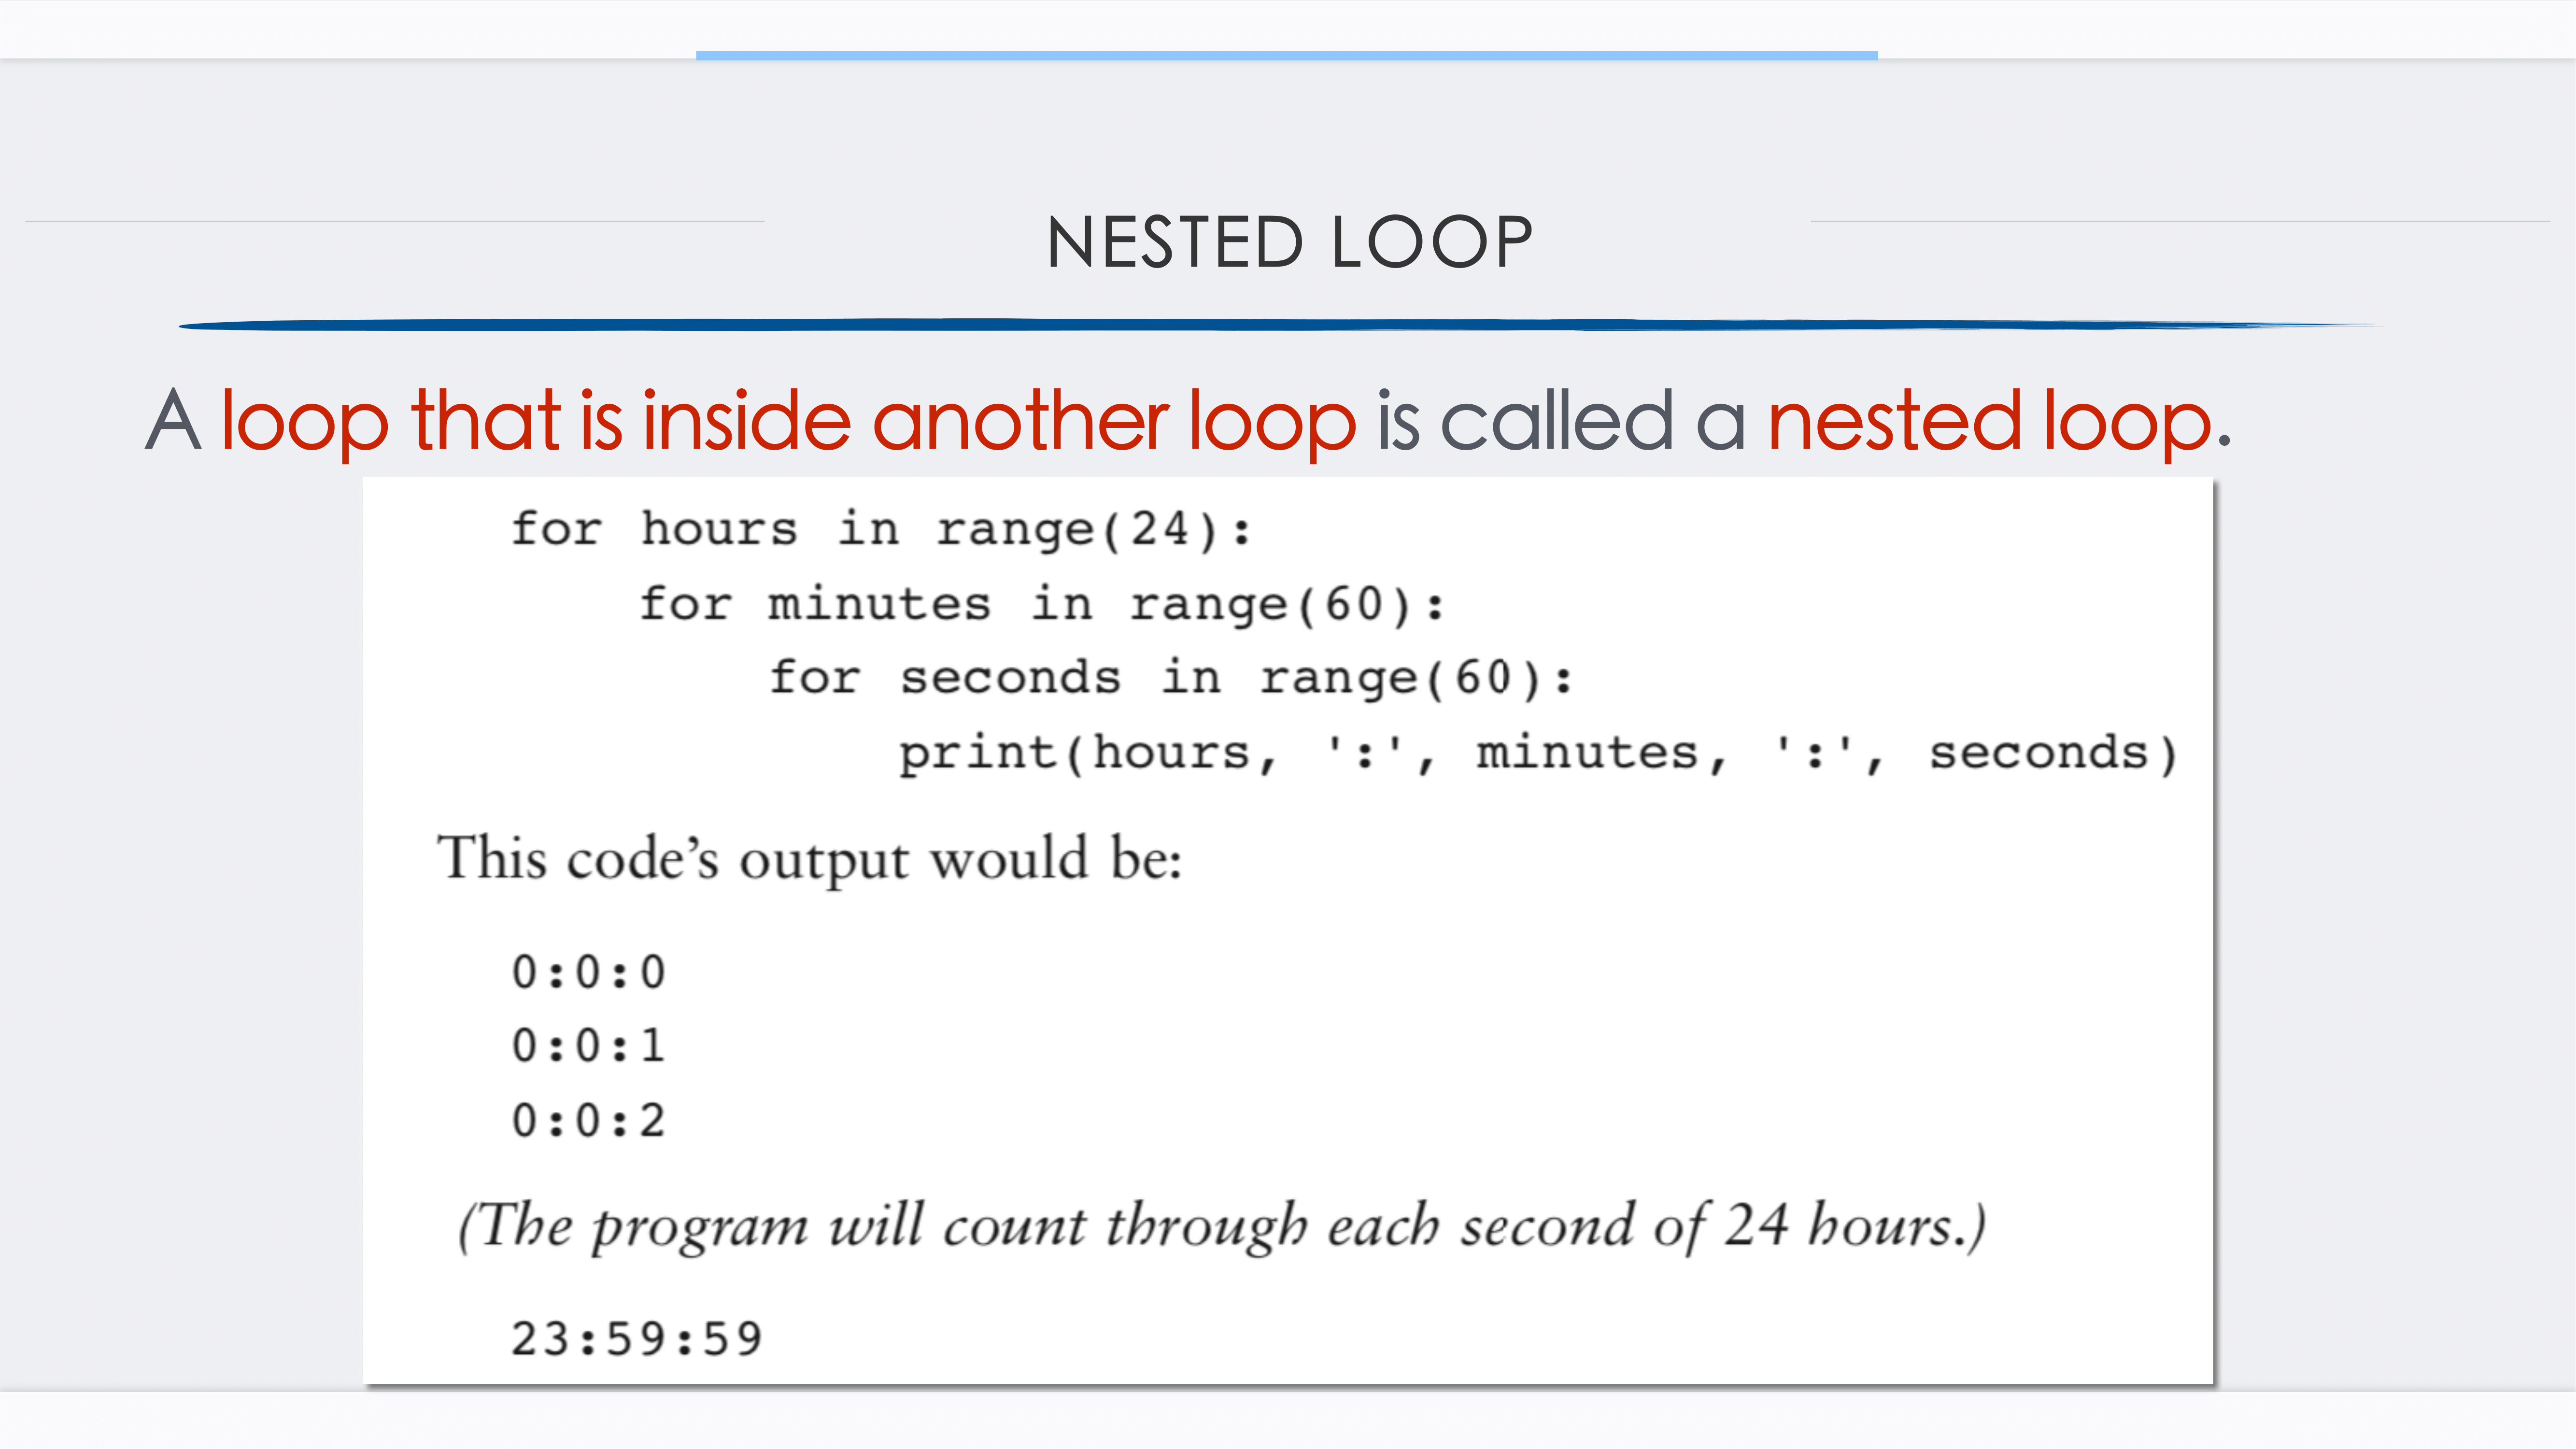 NESTED LOOP
A loop that is inside another loop is called a nested loop.
for hours in range(24):
for minutes in range(60):
for seconds in range(60):
print(hours, ':', minutes, ':', seconds)
This code’s output would be:
0:0:0
0:0:1
0:0:2
(The program will count through each second of 24 hours.)
23:59:59